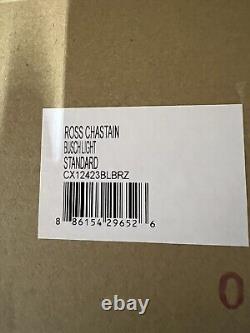 ROSS CHASTAIN
BUSCH LIGHT
STANDARD
CX12423BLBRZ
8 86154 29652 6
O